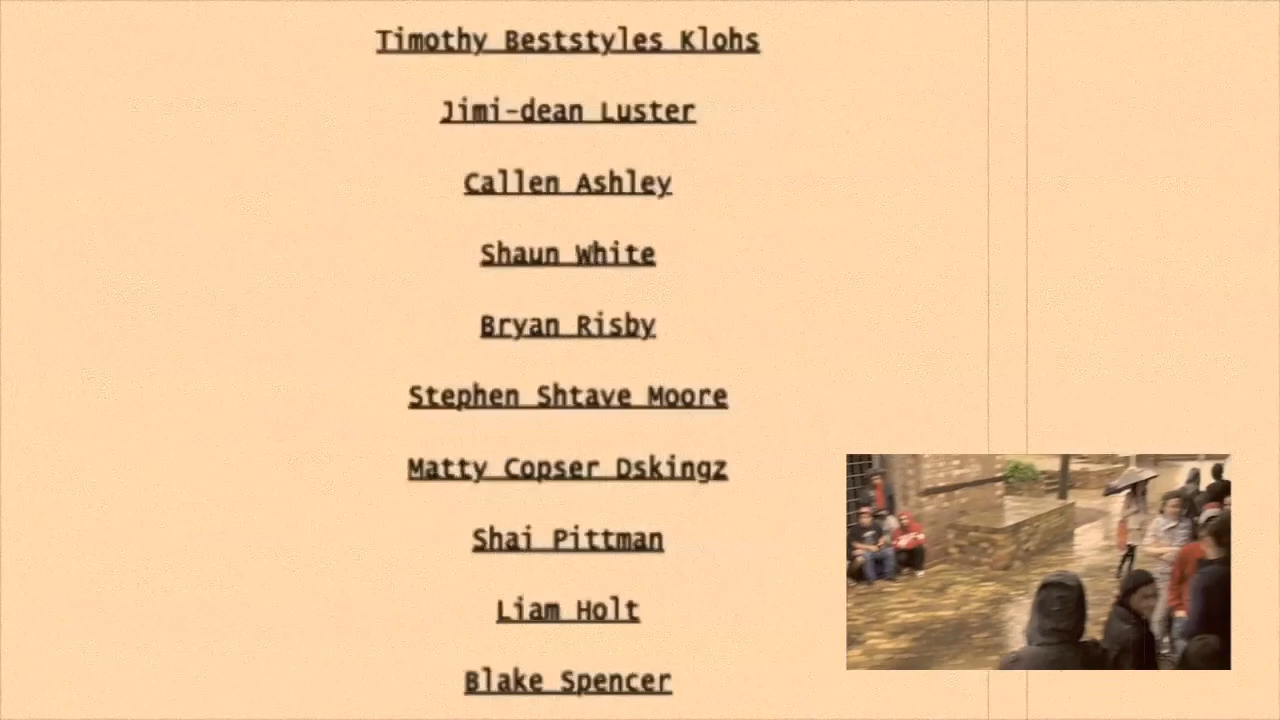 Timothy Beststyles Klohs
Jimi-dean Luster
Callen Ashley
Shaun White
Bryan Risby
Stephen Shtave Moore
Matty Copser Dskingz
Shai Pittman
Liam Holt
Blake Spencer